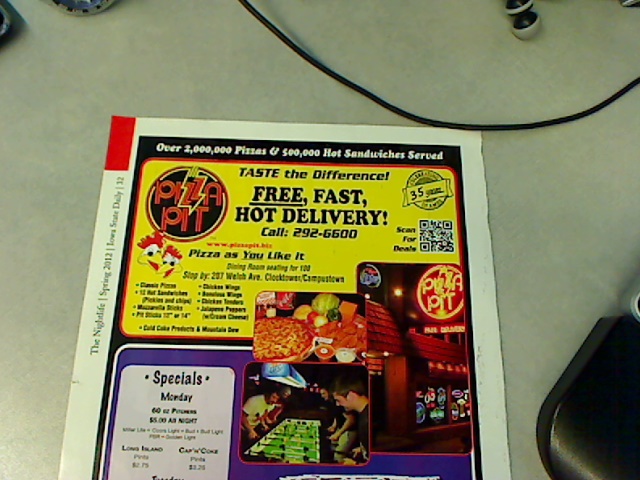 Over 2,000,000 Pizzas & 500,000 Hot Sandwiches Served
PIZZA PIT
TASTE the Difference!
FREE, FAST,
HOT DELIVERY!
Call: 292-6600
35 years
Scan
For
Deals
www.pizzapit.biz
Pizza as You Like It
Dining Room seating for 100
Stop by: 207 Welsh Ave. Clocktower/Campustown
• Classic Pizzas
• 12 Hot Sandwiches
(Pickles and chips)
• Mozzarella Sticks
• Pit Sticks 10" or 14"
• Chicken Wings
• Boneless Wings
• Chicken Tenders
• Jalapeno Peppers
(w/Cream Cheese)
• Cold Coke Products & Mountain Dew
PIZZA PIT
The Nightlife | Spring 2012 | Iowa State Daily | 32
• Specials •
Monday
60 oz Pitchers
$5.00 All Night
Miller Lite • Coors Light • Bud • Bud Light
PBR • Golden Light
Long Island
Pints
$2.75
Cap'n'Coke
Pints
$3.25
Tuesday